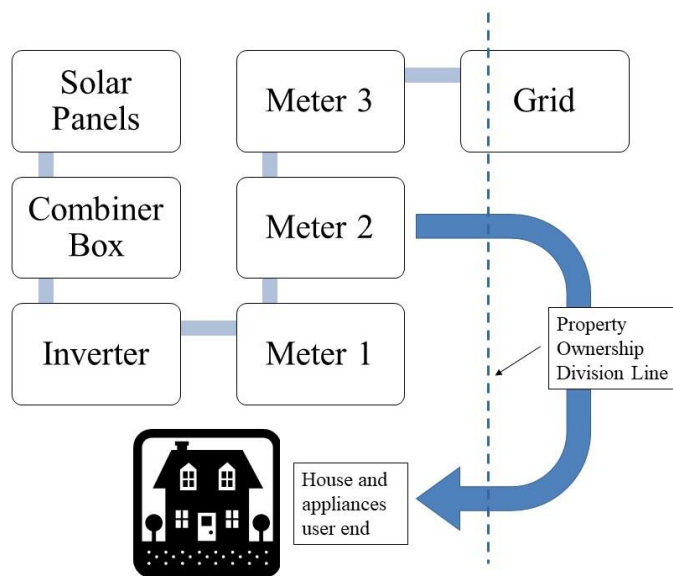 Solar
Panels
Meter 3
Grid
Combiner
Box
Meter 2
Inverter
Meter 1
Property
Ownership
Division Line
House and
appliances
user end